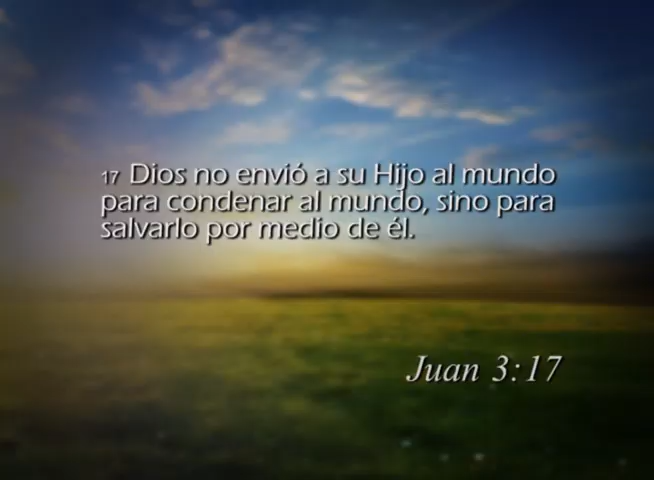 17 Dios no envió a su Hijo al mundo
para condenar al mundo, sino para
salvarlo por medio de él.
Juan 3:17